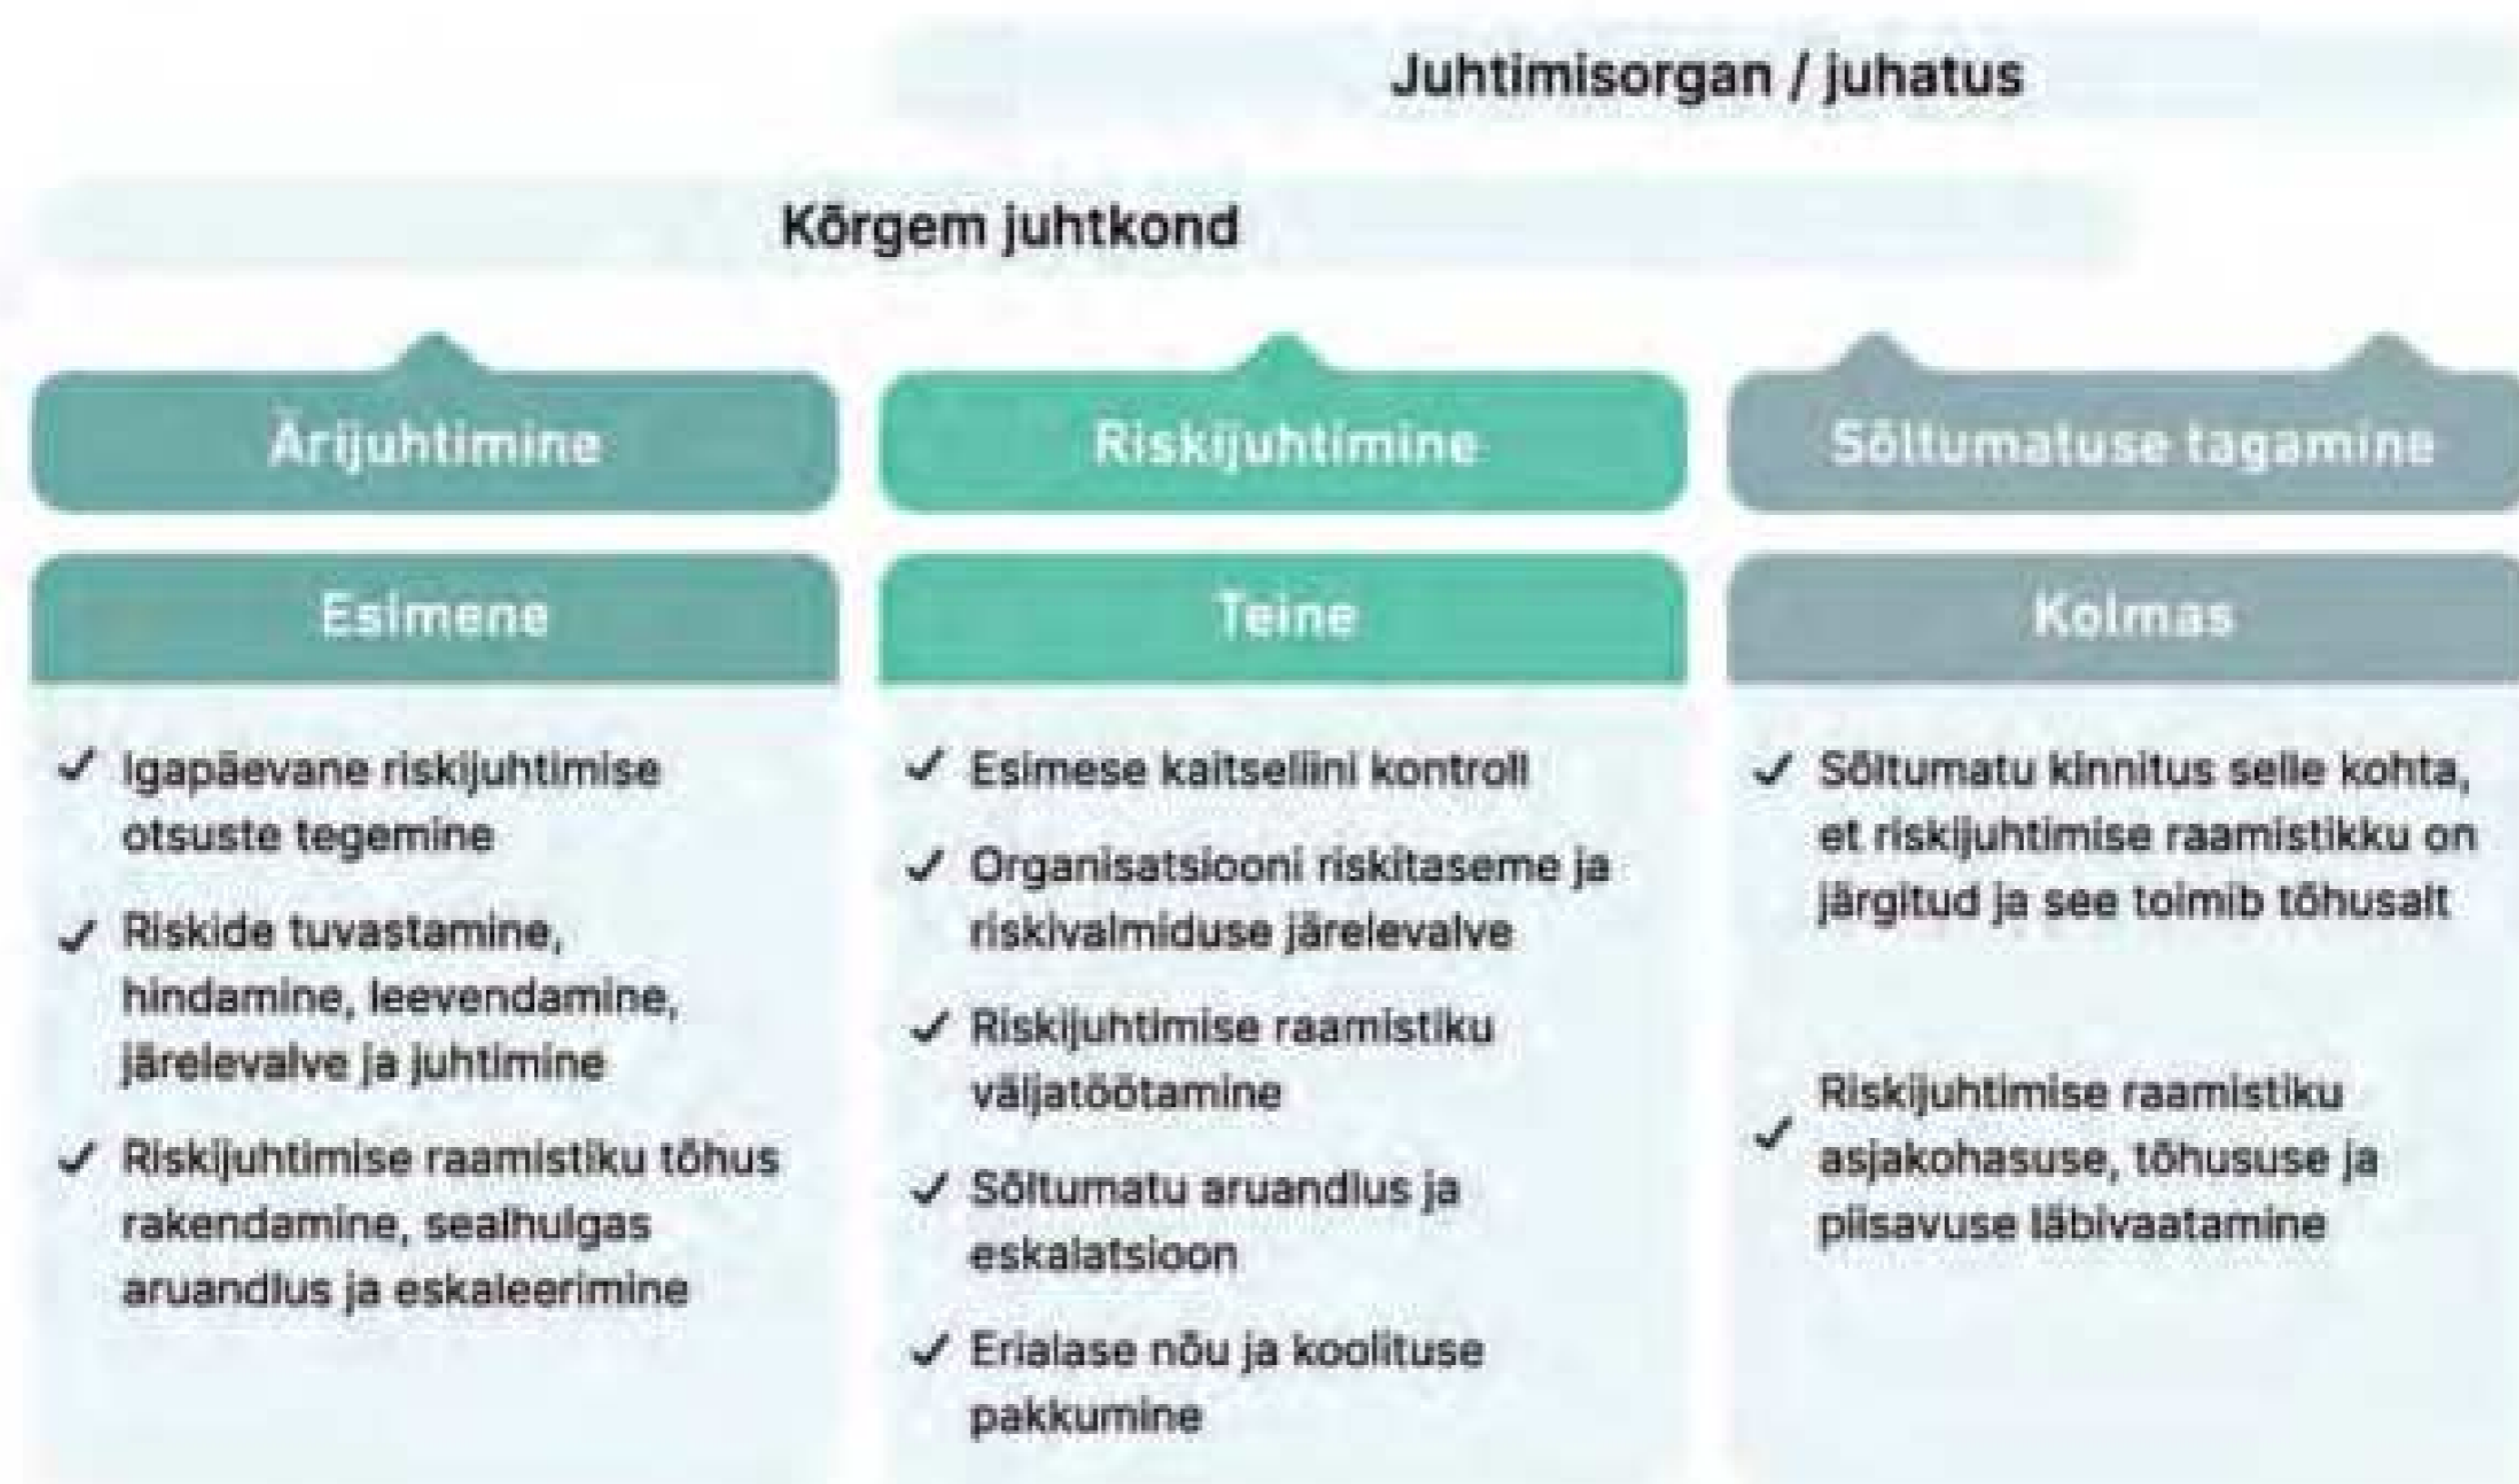 Juhtimisorgan / juhatus
Kõrgem juhtkond
Ärijuhtimine
Riskijuhtimine
Sõltumatuse tagamine
Esimene
Teine
Kolmas
Igapäevane riskijuhtimise
otsuste tegemine
Riskide tuvastamine,
hindamine, leevendamine,
järelevalve ja juhtimine
Riskijuhtimise raamistiku tõhus
rakendamine, sealhulgas
aruandlus ja eskaleerimine
Esimese kaitseliini kontroll
Organisatsiooni riskitaseme ja
riskivalmiduse järelevalve
Riskijuhtimise raamistiku
väljatöötamine
Sõltumatu aruandlus ja
eskalatsioon
Erialase nõu ja koolituse
pakkumine
Sõltumatu kinnitus selle kohta,
et riskijuhtimise raamistikku on
järgitud ja see toimib tõhusalt
Riskijuhtimise raamistiku
asjakohasuse, tõhususe ja
piisavuse läbivaatamine